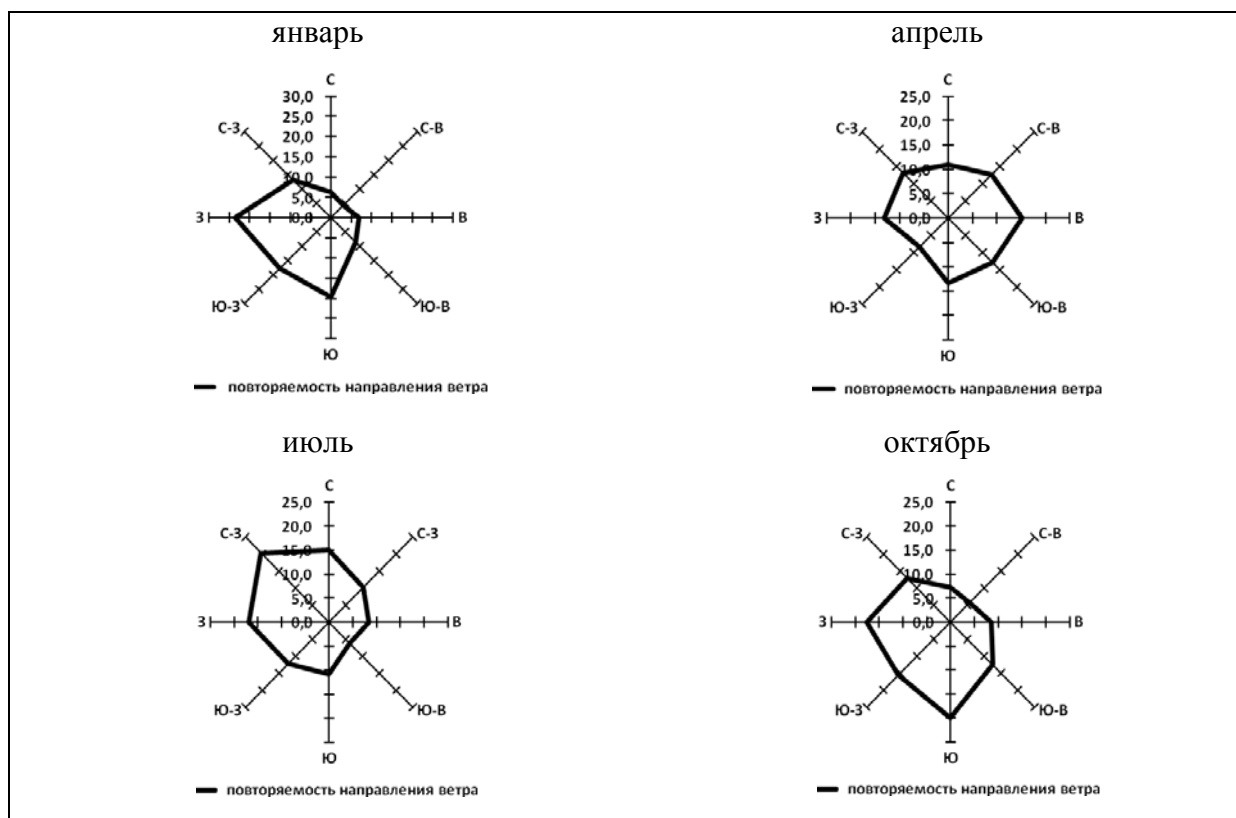 январь
С
30,0
25,0
С-З
С-В
20,0
15,0
10,0
5,0
З
0,0
В
Ю-З
Ю-В
Ю
повторяемость направления ветра
апрель
С
25,0
20,0
С-З
С-В
15,0
10,0
5,0
З
0,0
В
Ю-З
Ю-В
Ю
повторяемость направления ветра
июль
С
25,0
20,0
С-З
С-З
15,0
10,0
5,0
З
0,0
В
Ю-З
Ю-В
Ю
повторяемость направления ветра
октябрь
С
25,0
20,0
С-З
С-В
15,0
10,0
5,0
З
0,0
В
Ю-З
Ю-В
Ю
повторяемость направления ветра